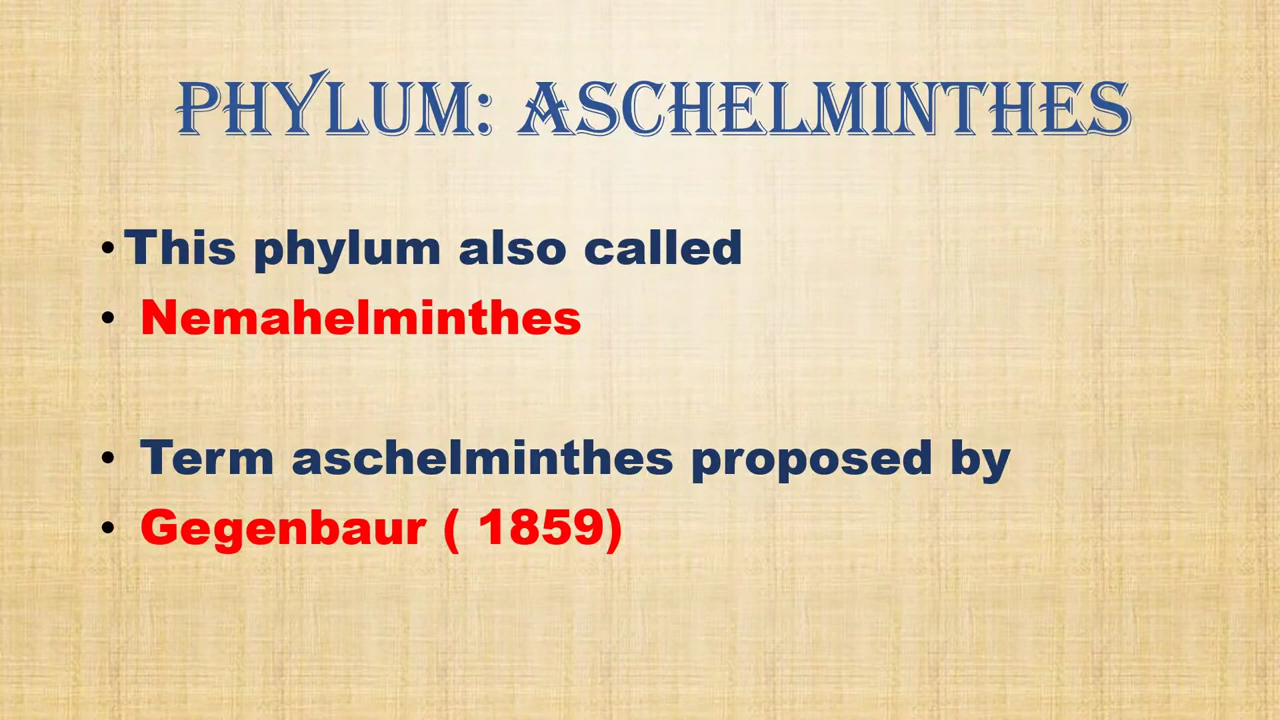 PHYLUM: ASCHELMINTHES
• This phylum also called
• Nemahelminthes
• Term aschelminthes proposed by
• Gegenbaur ( 1859)